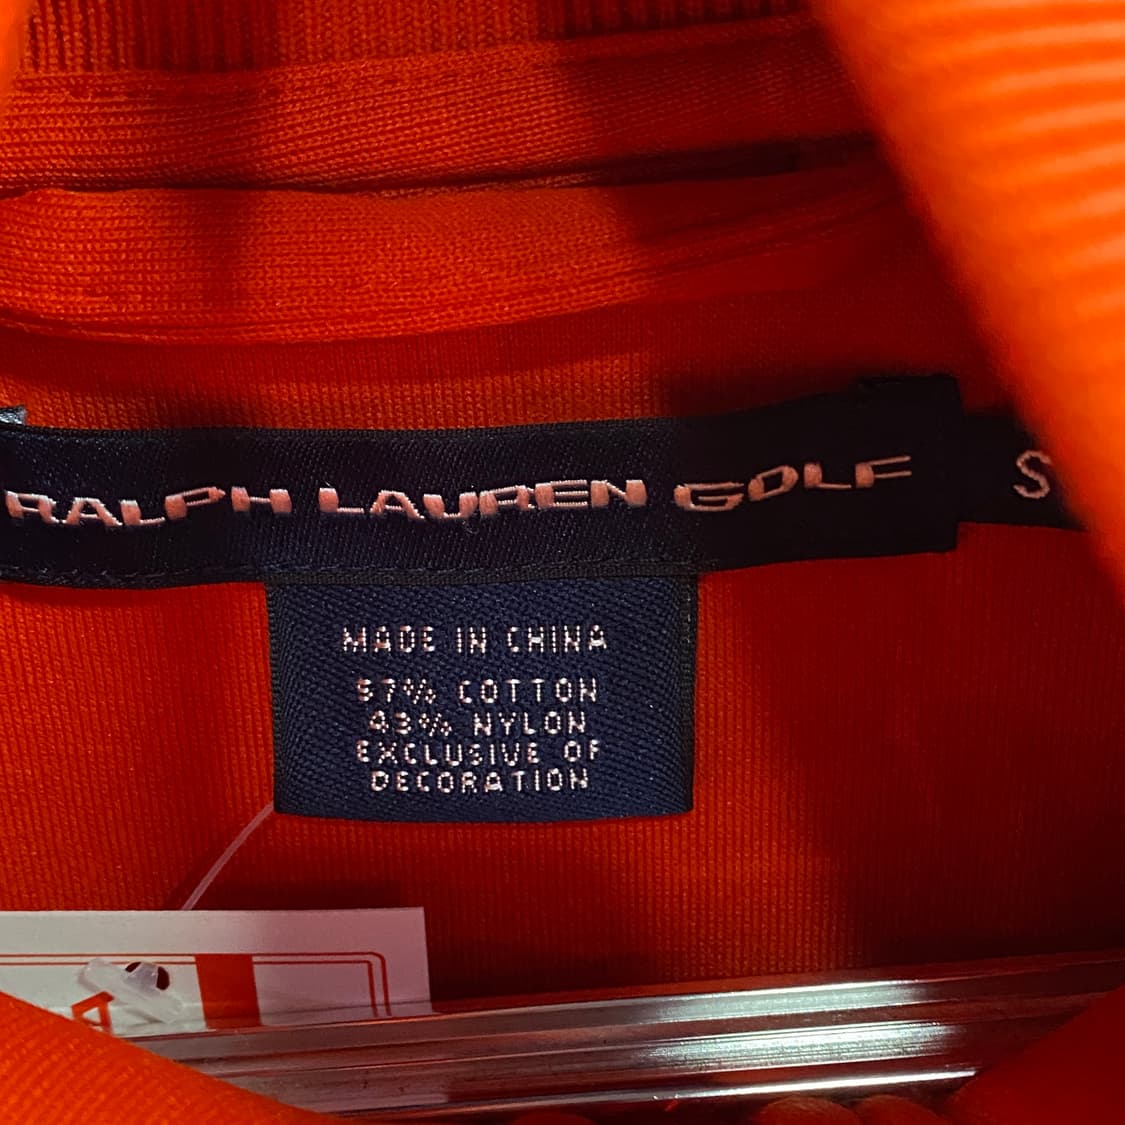 RALPH LAUREN GOLF
S
MADE IN CHINA
57% COTTON
43% NYLON
EXCLUSIVE OF
DECORATION